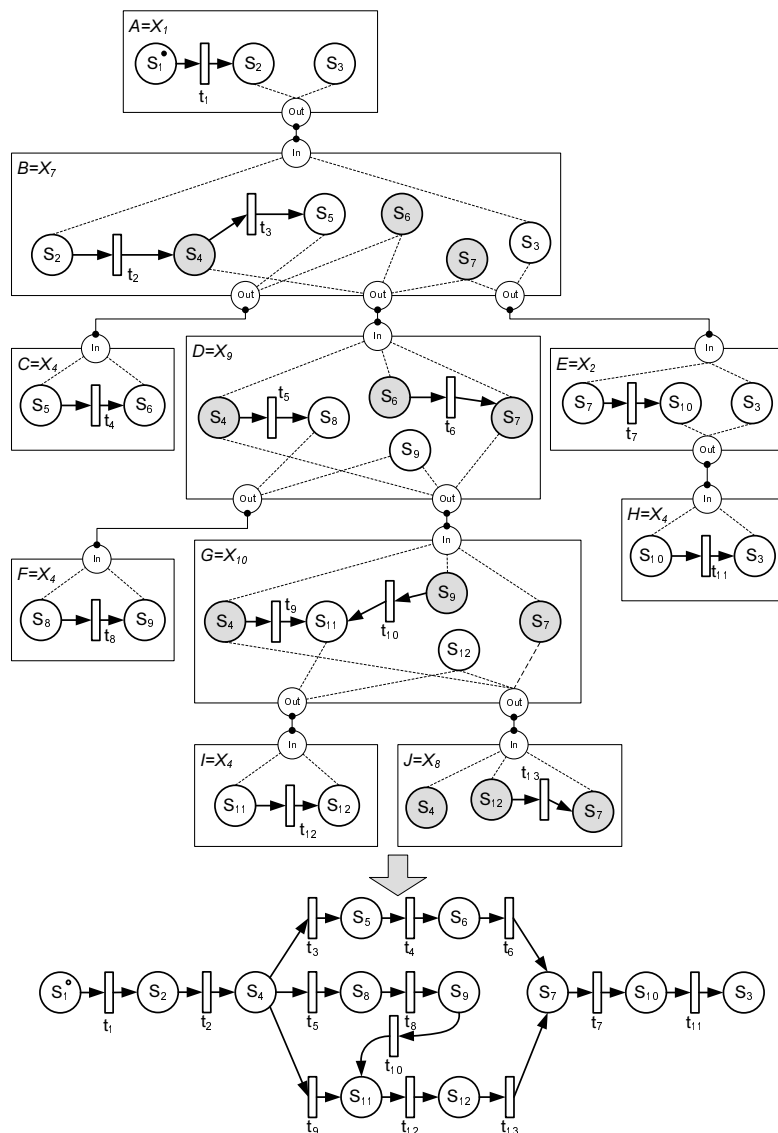 A=X1
S1 S2 S3
t1
Out
In
B=X7
S6
S5
t3
S3
S2 S4 S7
t2
Out Out Out
In
D=X9
In In
C=X4 E=X2
t5
S5 S6 S4 S8 S6 S7 S7 S10 S3
t4 t6 t7
S9
Out
Out Out
In
H=X4
In
G=X10
S10 S3
t11
In
F=X4
t9 S9
S8 S9 S4 S11 S7
t8 t10
S12
Out Out
In In
I=X4 J=X8
t13
S11 S12 S4 S12 S7
t12
S5 S6
t3 t4 t6
S1 S2 S4 S8 S9 S7 S10 S3
t1 t2 t5 t8 t7 t11
t10
S11 S12
t9 t12 t13